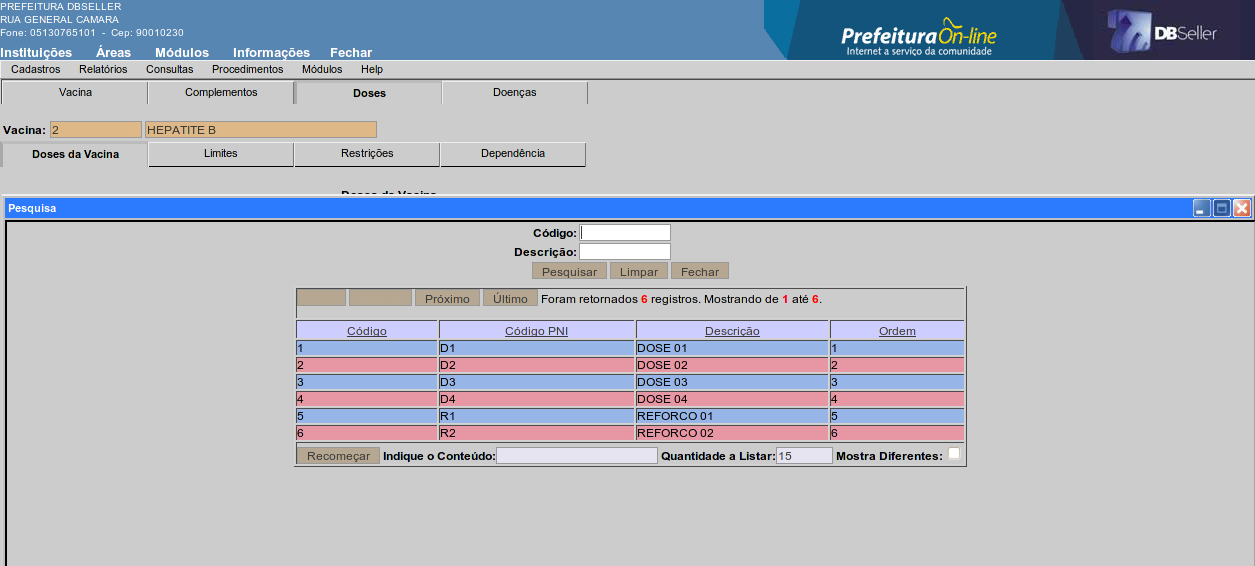 PREFEITURA DBSELLER
RUA GENERAL CAMARA
Fone: 05130765101 - Cep: 90010230
Prefeitura On-line
Internet a serviço da comunidade
DBSeller
Instituições Áreas Módulos Informações Fechar
Cadastros Relatórios Consultas Procedimentos Módulos Help
Vacina Complementos Doses Doenças
Vacina: 2 HEPATITE B
Doses da Vacina Limites Restrições Dependência
Doses da Vacina
Pesquisa
Código:
Descrição:
Pesquisar Limpar Fechar
Próximo Último Foram retornados 6 registros. Mostrando de 1 até 6.
Código Código PNI Descrição Ordem
1 D1 DOSE 01 1
2 D2 DOSE 02 2
3 D3 DOSE 03 3
4 D4 DOSE 04 4
5 R1 REFORCO 01 5
6 R2 REFORCO 02 6
Recomeçar Indique o Conteúdo: Quantidade a Listar: 15 Mostra Diferentes: